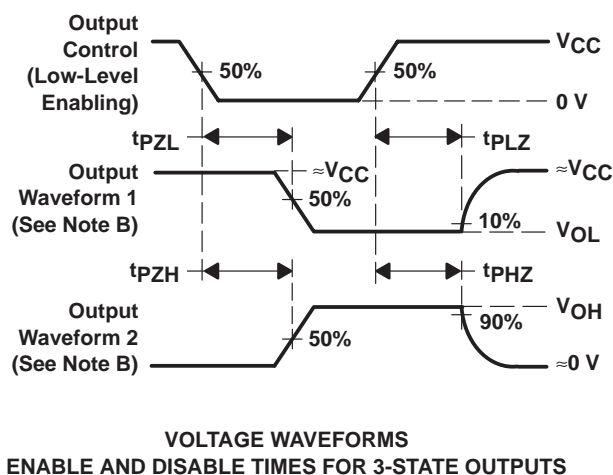 Output
Control
(Low-Level
Enabling)
50%
50%
VCC
0 V
tPZL
tPLZ
Output
Waveform 1
(See Note B)
≈VCC
50%
≈VCC
10%
VOL
tPZH
tPHZ
Output
Waveform 2
(See Note B)
50%
VOH
90%
≈0 V
VOLTAGE WAVEFORMS
ENABLE AND DISABLE TIMES FOR 3-STATE OUTPUTS